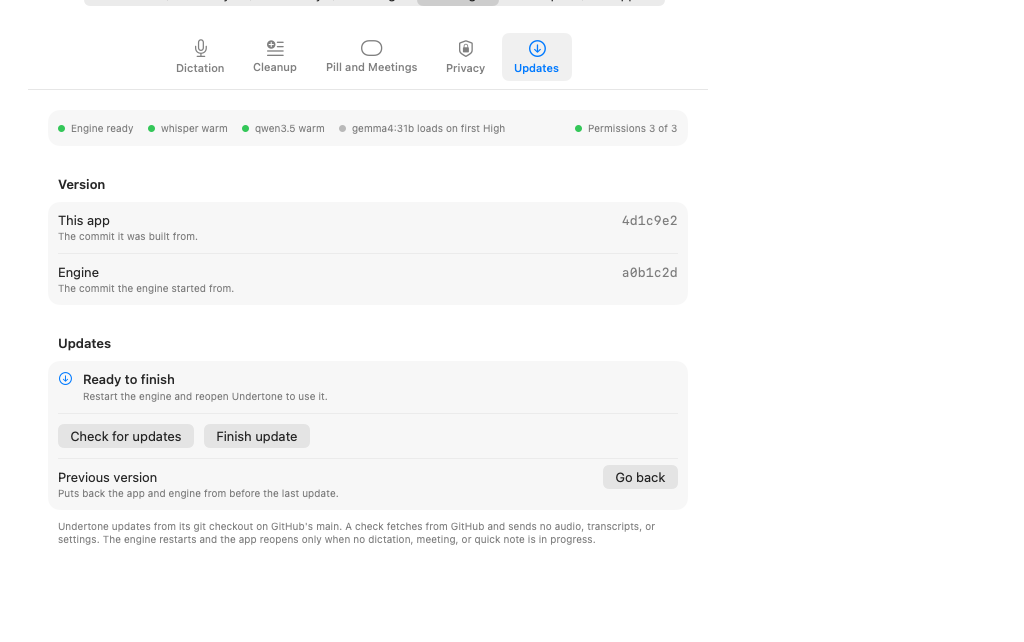 Dictation
Cleanup
Pill and Meetings
Privacy
Updates
Engine ready
whisper warm
qwen3.5 warm
gemma4:31b loads on first High
Permissions 3 of 3
Version
This app
4d1c9e2
The commit it was built from.
Engine
a0b1c2d
The commit the engine started from.
Updates
Ready to finish
Restart the engine and reopen Undertone to use it.
Check for updates
Finish update
Previous version
Go back
Puts back the app and engine from before the last update.
Undertone updates from its git checkout on GitHub's main. A check fetches from GitHub and sends no audio, transcripts, or
settings. The engine restarts and the app reopens only when no dictation, meeting, or quick note is in progress.